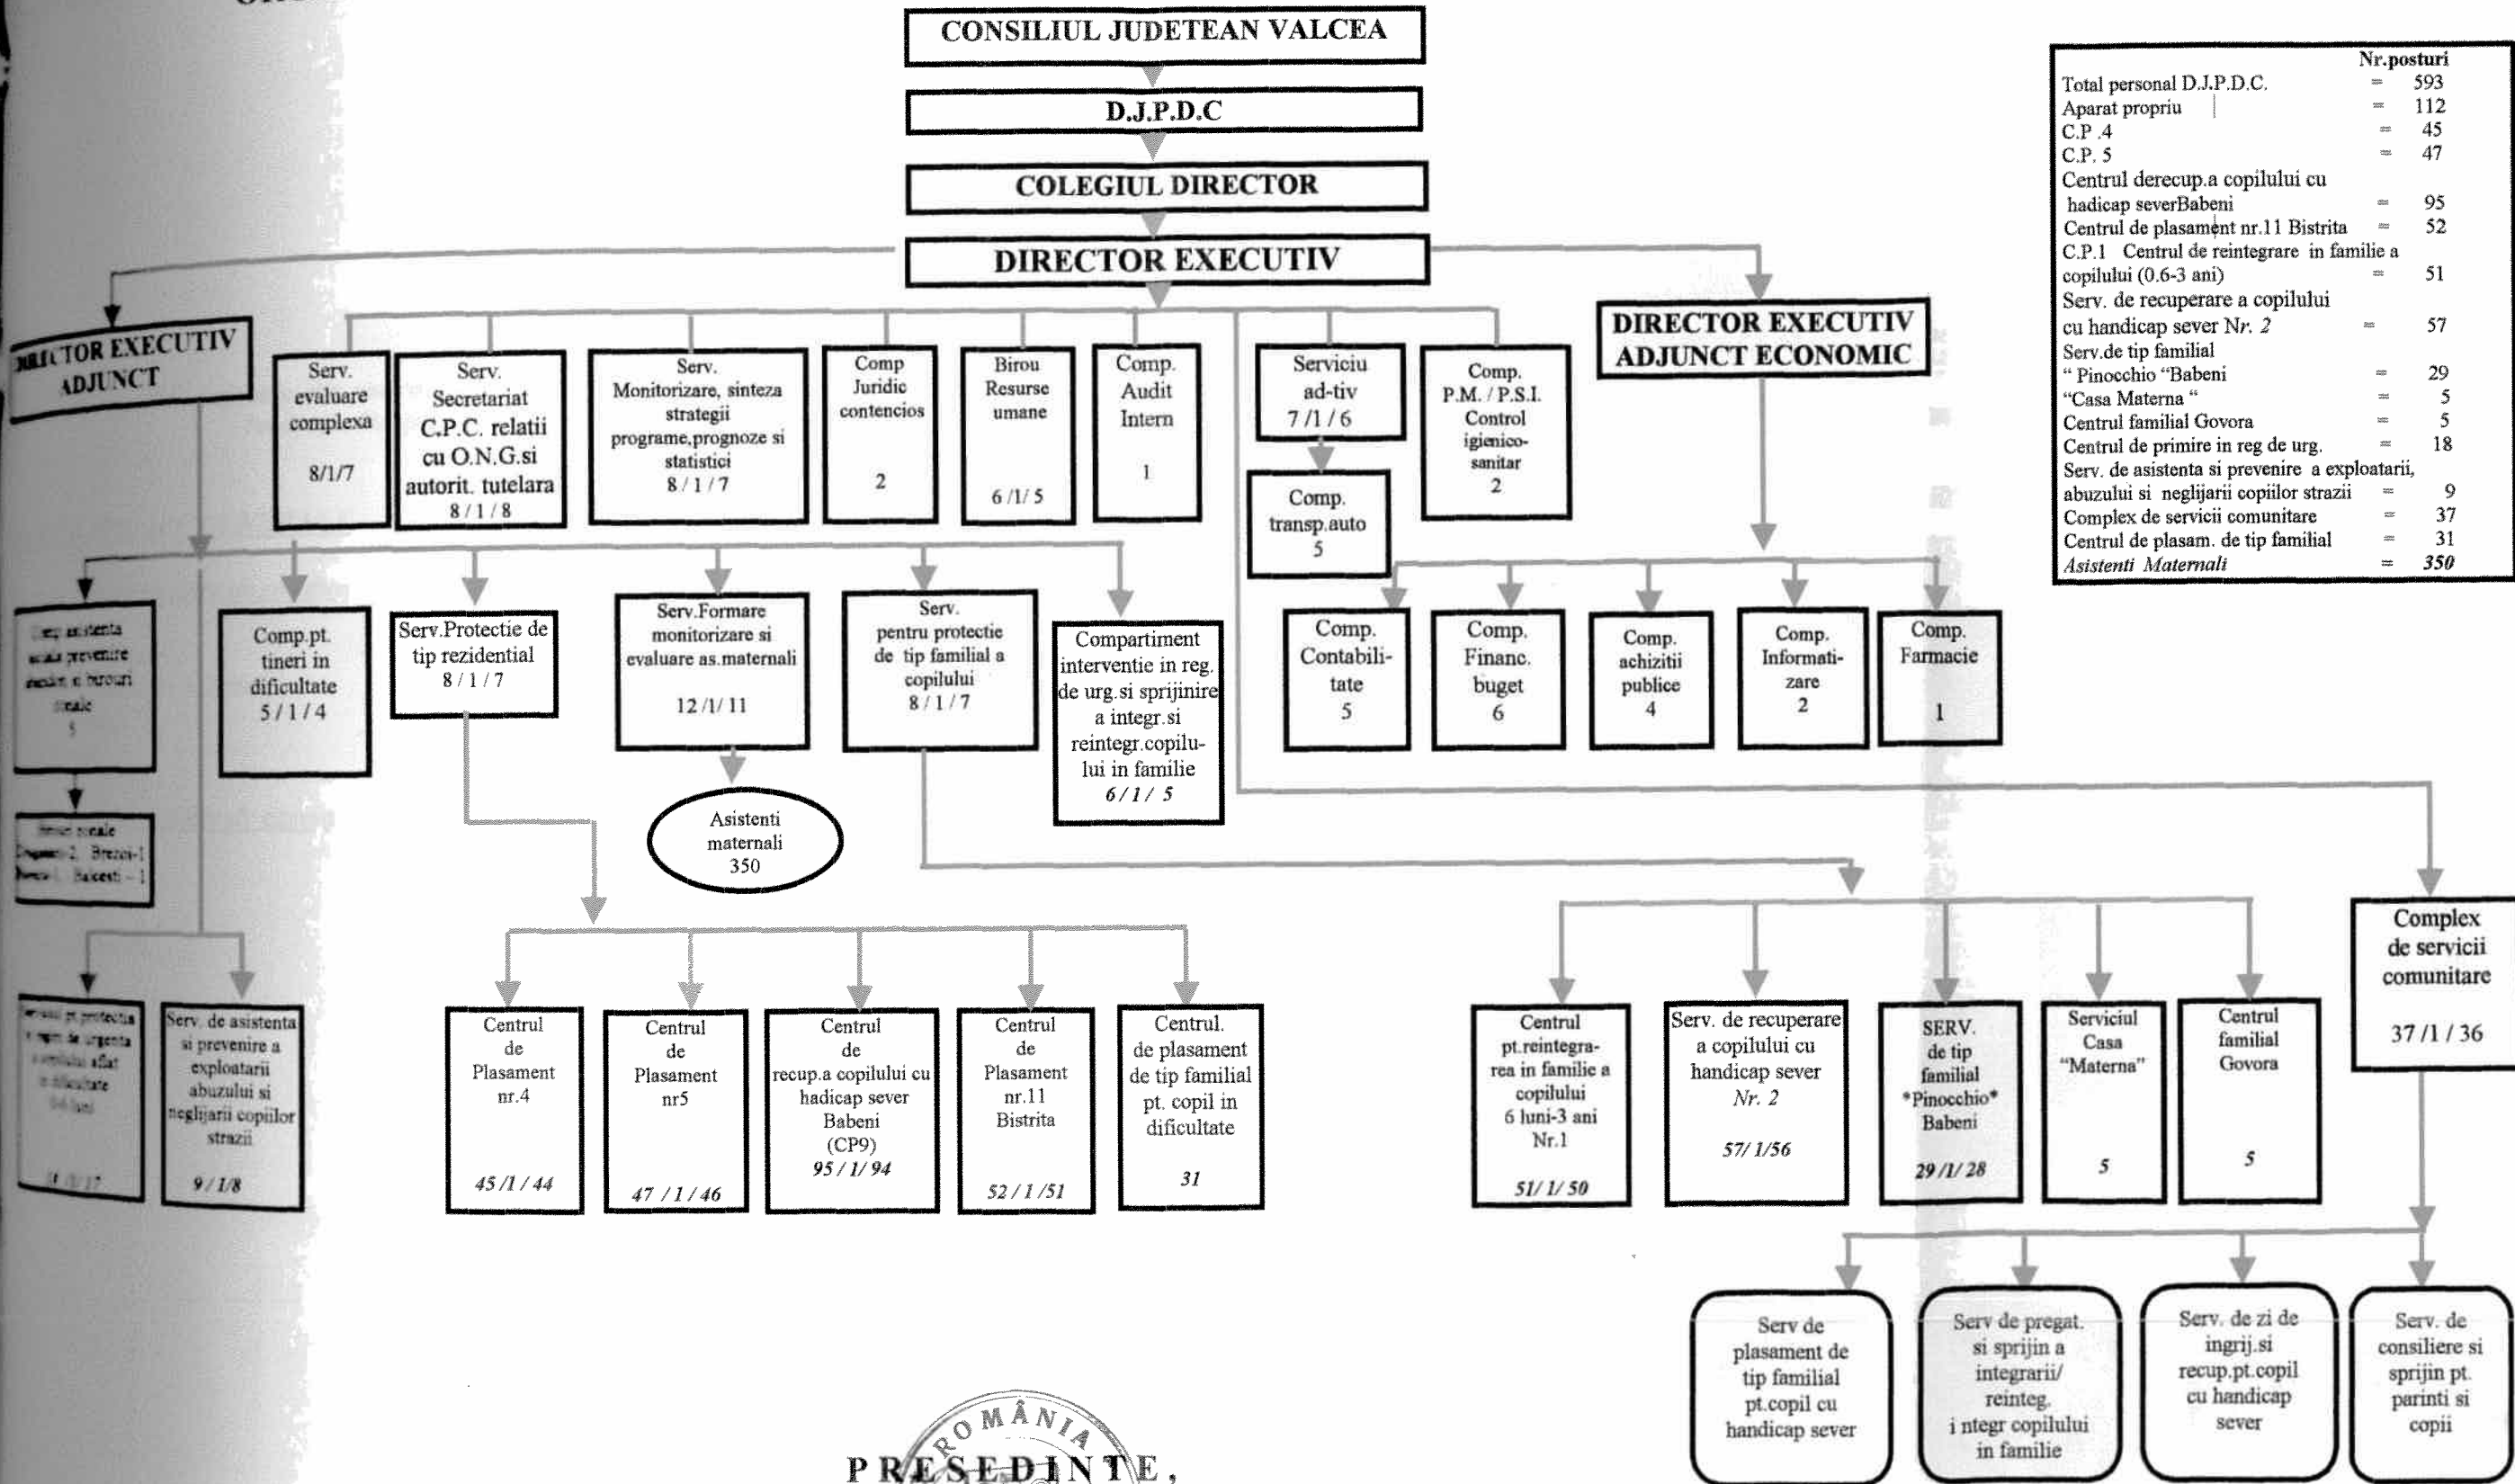 CONSILIUL JUDETEAN VALCEA
D.J.P.D.C
COLEGIUL DIRECTOR
DIRECTOR EXECUTIV
Nr.posturi
Total personal D.J.P.D.C. = 593
Aparat propriu = 112
C.P .4 = 45
C.P. 5 = 47
Centrul derecup.a copilului cu
hadicap severBabeni = 95
Centrul de plasament nr.11 Bistrita = 52
C.P.1 Centrul de reintegrare in familie a
copilului (0.6-3 ani) = 51
Serv. de recuperare a copilului
cu handicap sever Nr. 2 = 57
Serv.de tip familial
“ Pinocchio “Babeni = 29
“Casa Materna “ = 5
Centrul familial Govora = 5
Centrul de primire in reg de urg. = 18
Serv. de asistenta si prevenire a exploatarii,
abuzului si neglijarii copiilor strazii = 9
Complex de servicii comunitare = 37
Centrul de plasam. de tip familial = 31
Asistenti Maternali = 350
DIRECTOR EXECUTIV
ADJUNCT
Serv.
evaluare
complexa
8/1/7
Serv.
Secretariat
C.P.C. relatii
cu O.N.G.si
autorit. tutelara
8 / 1 / 8
Serv.
Monitorizare, sinteza
strategii
programe,prognoze si
statistici
8 / 1 / 7
Comp
Juridic
contencios
2
Birou
Resurse
umane
6 /1/ 5
Comp.
Audit
Intern
1
Serviciu
ad-tiv
7 /1 / 6
Comp.
transp.auto
5
Comp.
P.M. / P.S.I.
Control
igienico-
sanitar
2
DIRECTOR EXECUTIV
ADJUNCT ECONOMIC
asistenta
prevenire
5
Comp.pt.
tineri in
dificultate
5 / 1 / 4
Serv.Protectie de
tip rezidential
8 / 1 / 7
Serv.Formare
monitorizare si
evaluare as.maternali
12 /1/ 11
Asistenti
maternali
350
Serv.
pentru protectie
de tip familial a
copilului
8 / 1 / 7
Compartiment
interventie in reg.
de urg.si sprijinire
a integr.si
reintegr.copilu-
lui in familie
6 / 1 / 5
Comp.
Contabili-
tate
5
Comp.
Financ.
buget
6
Comp.
achizitii
publice
4
Comp.
Informati-
zare
2
Comp.
Farmacie
1
Serv. de asistenta
si prevenire a
exploatarii
abuzului si
neglijarii copiilor
strazii
9 / 1/8
Centrul
de
Plasament
nr.4
45 /1 / 44
Centrul
de
Plasament
nr5
47 / 1 / 46
Centrul
de
recup.a copilului cu
hadicap sever
Babeni
(CP9)
95 / 1/ 94
Centrul
de
Plasament
nr.11
Bistrita
52 / 1 /51
Centrul.
de plasament
de tip familial
pt. copil in
dificultate
31
Centrul
pt.reintegra-
rea in familie a
copilului
6 luni-3 ani
Nr.1
51/ 1/ 50
Serv. de recuperare
a copilului cu
handicap sever
Nr. 2
57/ 1/56
SERV.
de tip
familial
*Pinocchio*
Babeni
29 /1/ 28
Serviciul
Casa
“Materna”
5
Centrul
familial
Govora
5
Complex
de servicii
comunitare
37 /1 / 36
Serv de
plasament de
tip familial
pt.copil cu
handicap sever
Serv de pregat.
si sprijin a
integrarii/
reinteg.
i ntegr copilului
in familie
Serv. de zi de
ingrij.si
recup.pt.copil
cu handicap
sever
Serv. de
consiliere si
sprijin pt.
parinti si
copii
ROMÂNIA
PRESEDINTE,